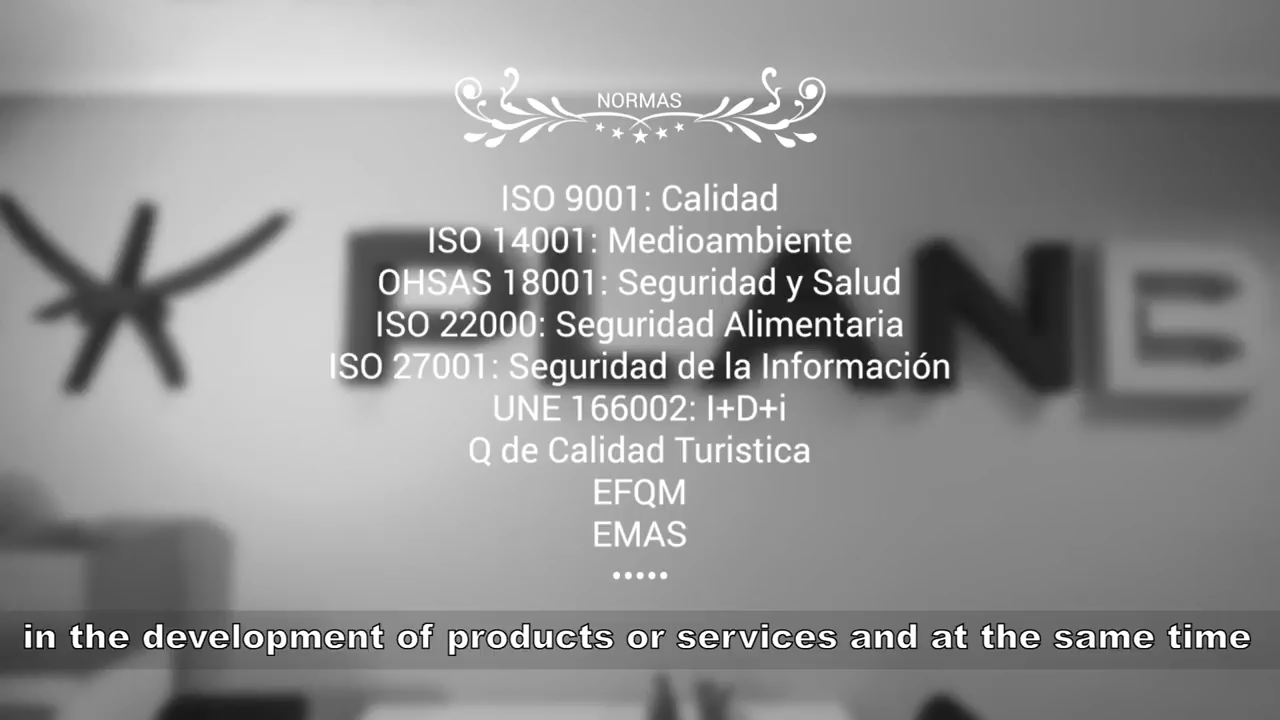 NORMAS
ISO 9001: Calidad
ISO 14001: Medioambiente
OHSAS 18001: Seguridad y Salud
ISO 22000: Seguridad Alimentaria
ISO 27001: Seguridad de la Información
UNE 166002: I+D+i
Q de Calidad Turistica
EFQM
EMAS
•••••
PLANE
in the development of products or services and at the same time